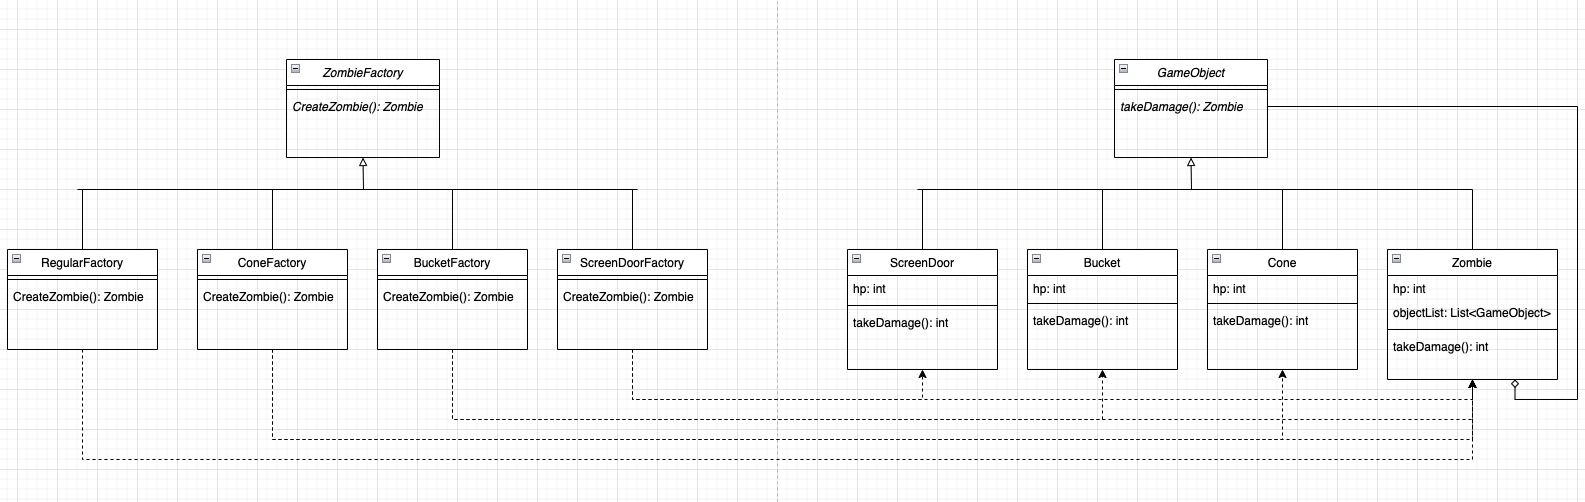 ZombieFactory
CreateZombie(): Zombie
GameObject
takeDamage(): Zombie
RegularFactory
CreateZombie(): Zombie
ConeFactory
CreateZombie(): Zombie
BucketFactory
CreateZombie(): Zombie
ScreenDoorFactory
CreateZombie(): Zombie
ScreenDoor
hp: int
takeDamage(): int
Bucket
hp: int
takeDamage(): int
Cone
hp: int
takeDamage(): int
Zombie
hp: int
objectList: List<GameObject>
takeDamage(): int